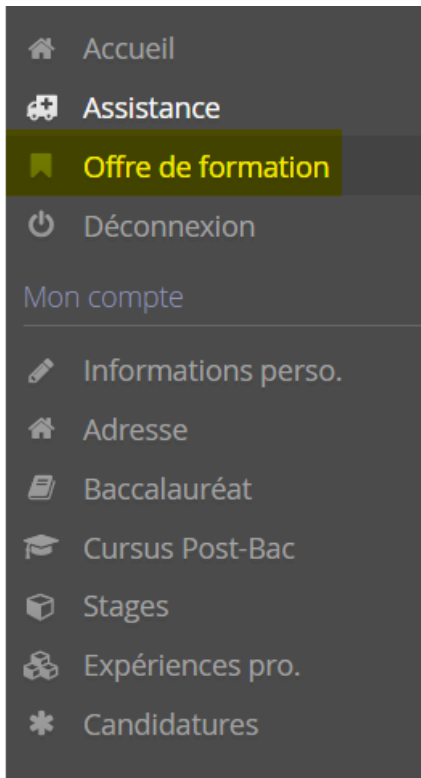 Accueil
Assistance
Offre de formation
Déconnexion
Mon compte
Informations perso.
Adresse
Baccalauréat
Cursus Post-Bac
Stages
Expériences pro.
Candidatures